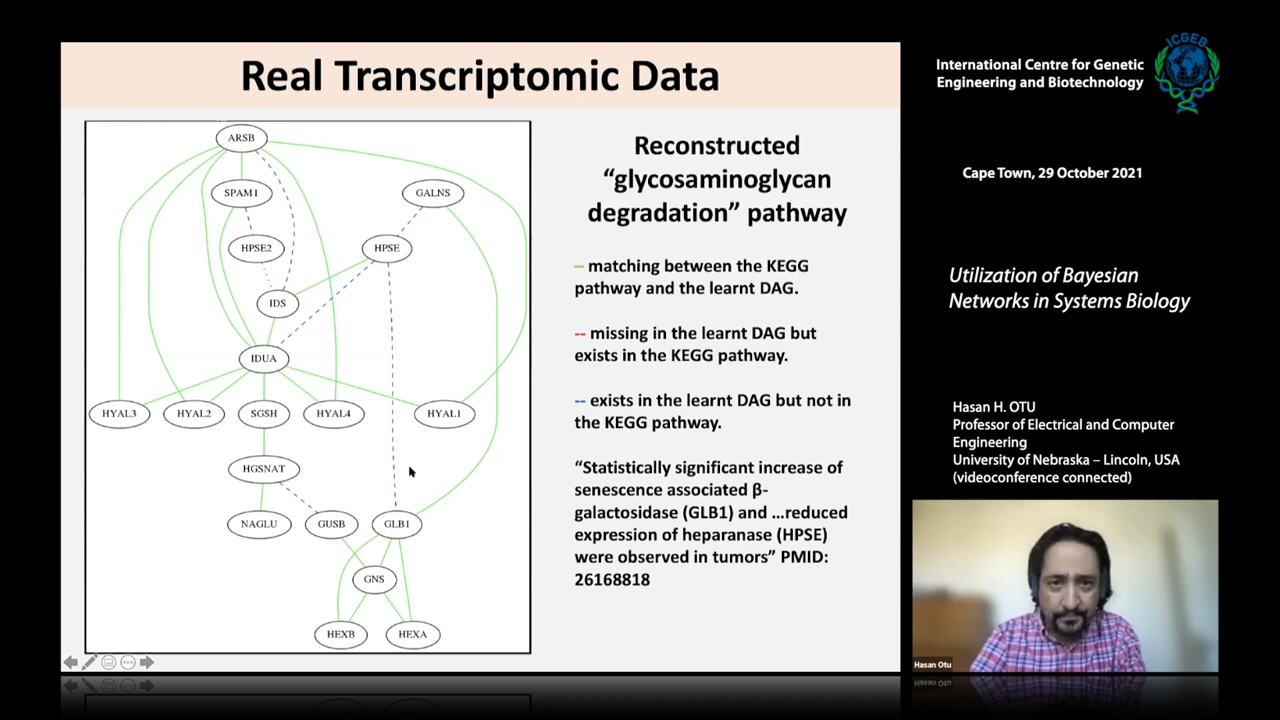 Real Transcriptomic Data
ARSB
SPAM1
GALNS
HPSE2
HPSE
IDS
IDUA
HYAL3
HYAL2
SGSH
HYAL4
HYAL1
HGSNAT
NAGLU
GUSB
GLB1
GNS
HEXB
HEXA
Reconstructed
“glycosaminoglycan
degradation” pathway
– matching between the KEGG
pathway and the learnt DAG.
-- missing in the learnt DAG but
exists in the KEGG pathway.
-- exists in the learnt DAG but not in
the KEGG pathway.
“Statistically significant increase of
senescence associated β-
galactosidase (GLB1) and …reduced
expression of heparanase (HPSE)
were observed in tumors” PMID:
26168818
International Centre for Genetic
Engineering and Biotechnology
ICGEB
Cape Town, 29 October 2021
Utilization of Bayesian
Networks in Systems Biology
Hasan H. OTU
Professor of Electrical and Computer
Engineering
University of Nebraska – Lincoln, USA
(videoconference connected)
Hasan Otu